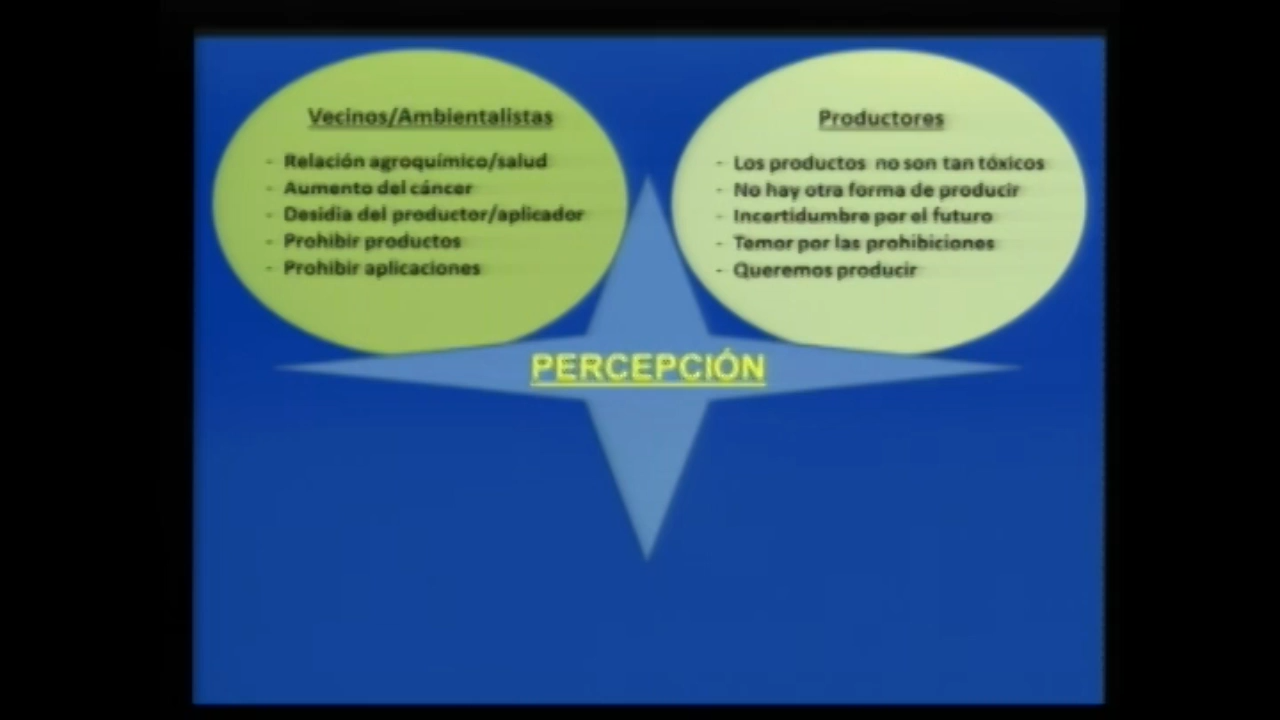 Vecinos/Ambientalistas
- Relación agroquímico/salud
- Aumento del cáncer
- Desidia del productor/aplicador
- Prohibir productos
- Prohibir aplicaciones
Productores
- Los productos no son tan tóxicos
- No hay otra forma de producir
- Incertidumbre por el futuro
- Temor por las prohibiciones
- Queremos producir
PERCEPCIÓN